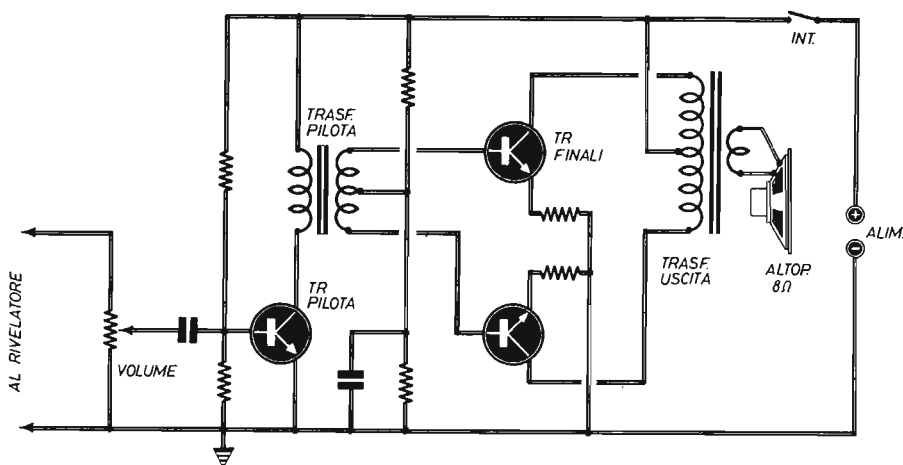 INT.
TRASF.
PILOTA
TR
FINALI
+
−
ALIM.
TRASF.
USCITA
ALTOP.
8Ω
TR
PILOTA
VOLUME
AL RIVELATORE